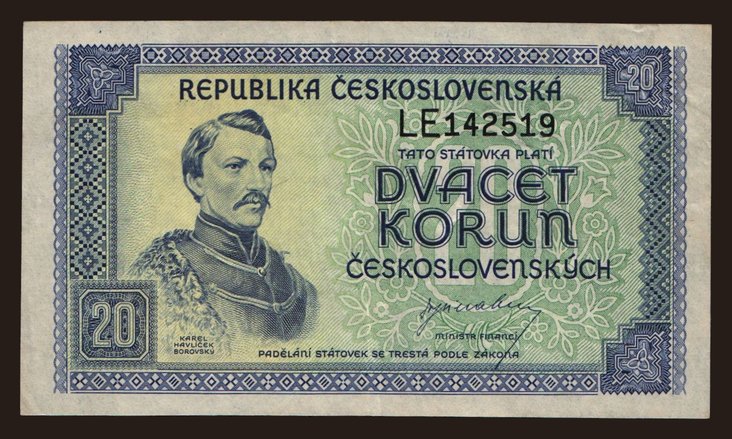 20
REPUBLIKA ČESKOSLOVENSKÁ
LE142519
TATO STÁTOVKA PLATÍ
DVACET
KORUN
ČESKOSLOVENSKÝCH
20
MINISTR FINANCÍ
20
KAREL
HAVLÍČEK
BOROVSKÝ
PADĚLÁNÍ STÁTOVEK SE TRESTÁ PODLE ZÁKONA